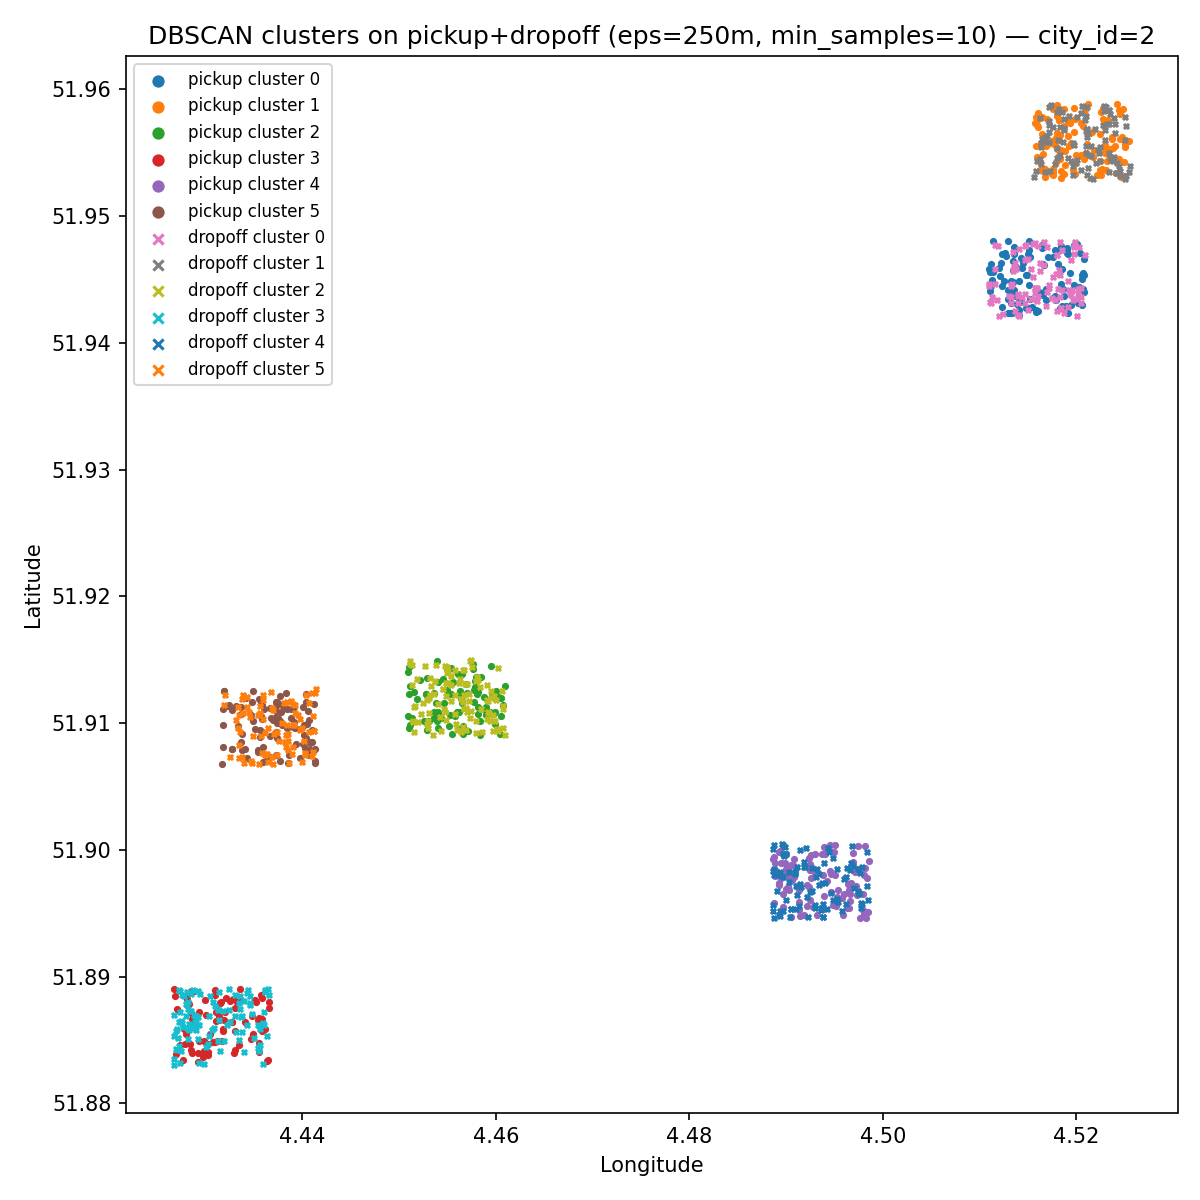 DBSCAN clusters on pickup+dropoff (eps=250m, min_samples=10) — city_id=2
pickup cluster 0
pickup cluster 1
pickup cluster 2
pickup cluster 3
pickup cluster 4
pickup cluster 5
dropoff cluster 0
dropoff cluster 1
dropoff cluster 2
dropoff cluster 3
dropoff cluster 4
dropoff cluster 5
51.96
51.95
51.94
51.93
51.92
51.91
51.90
51.89
51.88
Latitude
4.44 4.46 4.48 4.50 4.52
Longitude